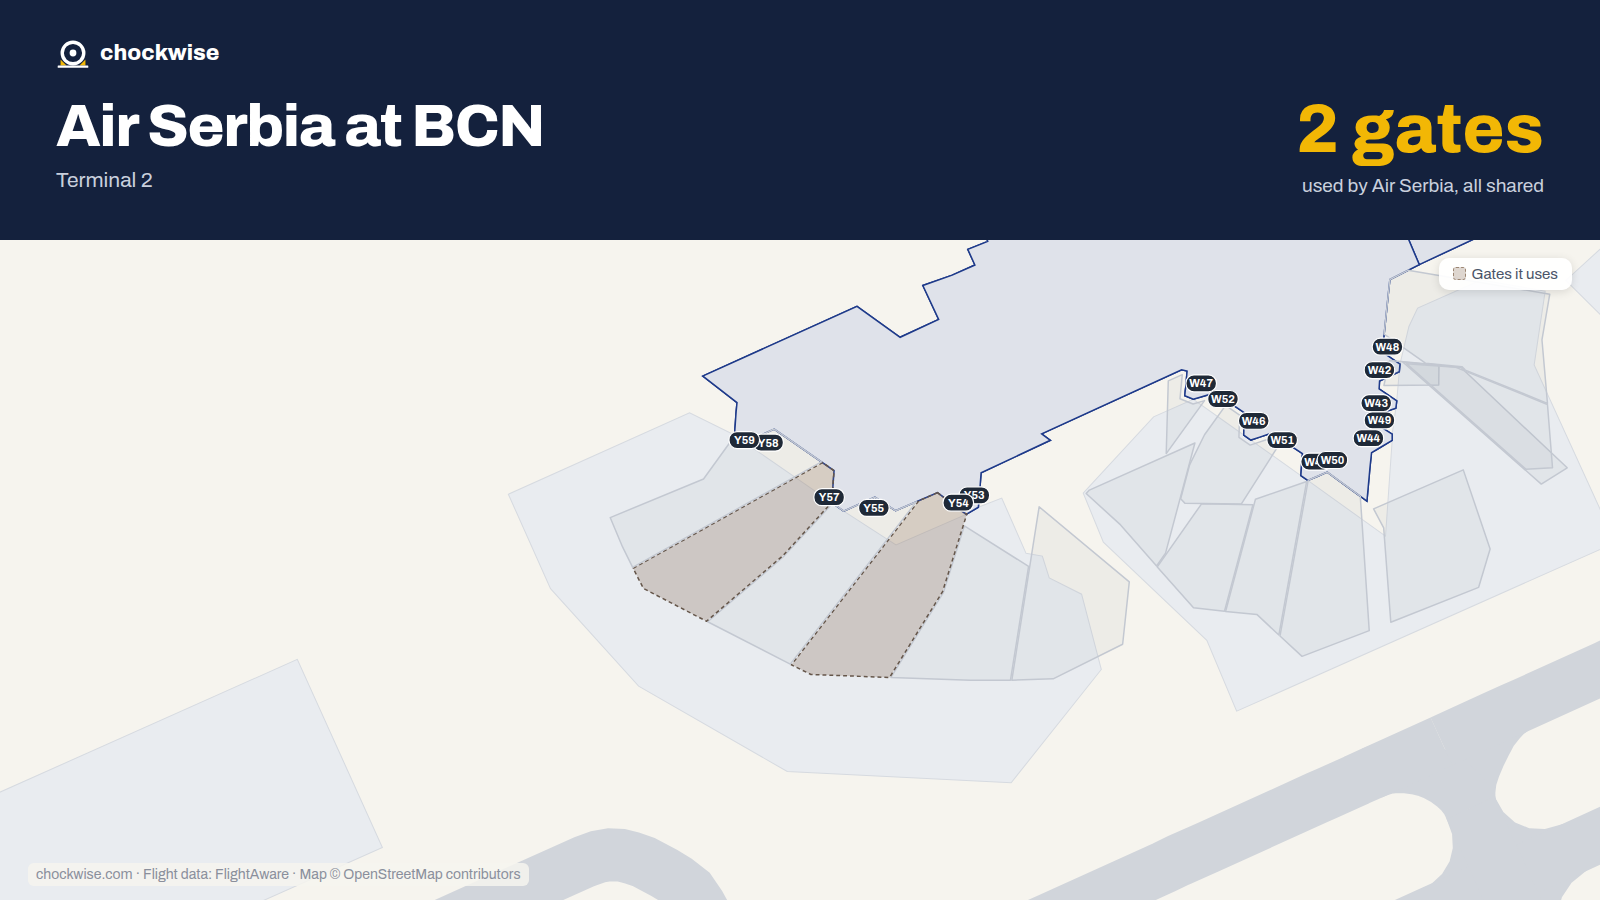 chockwise
Air Serbia at BCN
Terminal 2
2 gates
used by Air Serbia, all shared
Gates it uses
W48
W42
W47
W52
W43
W46
W49
W44
W51
Y59
Y58
W50
Y57
Y53
Y54
Y55
chockwise.com · Flight data: FlightAware · Map © OpenStreetMap contributors